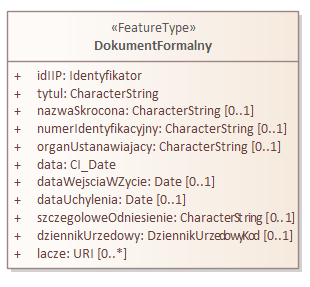 «FeatureType»
DokumentFormalny
+ idIIP: Identyfikator
+ tytul: CharacterString
+ nazwaSkrocona: CharacterString [0..1]
+ numerIdentyfikacyjny: CharacterString [0..1]
+ organUstanawiajacy: CharacterString [0..1]
+ data: CI_Date
+ dataWejsciaWZycie: Date [0..1]
+ dataUchylenia: Date [0..1]
+ szczegoloweOdniesienie: CharacterString [0..1]
+ dziennikUrzedowy: DziennikUrzedowyKod [0..1]
+ lacze: URI [0..*]